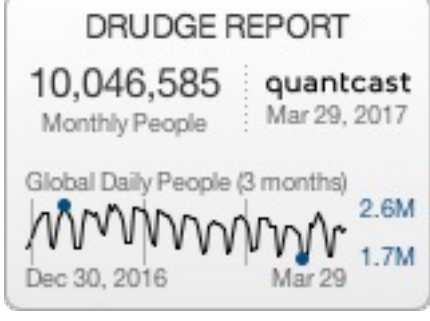 DRUDGE REPORT
10,046,585
Monthly People
quantcast
Mar 29, 2017
Global Daily People (3 months)
2.6M
1.7M
Dec 30, 2016
Mar 29